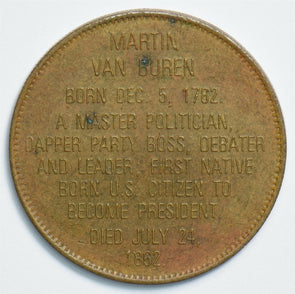 MARTIN
VAN BUREN
BORN DEC. 5, 1782.
A MASTER POLITICIAN,
DAPPER PARTY BOSS, DEBATER
AND LEADER; FIRST NATIVE
BORN U.S. CITIZEN TO
BECOME PRESIDENT,
DIED JULY 24,
1862